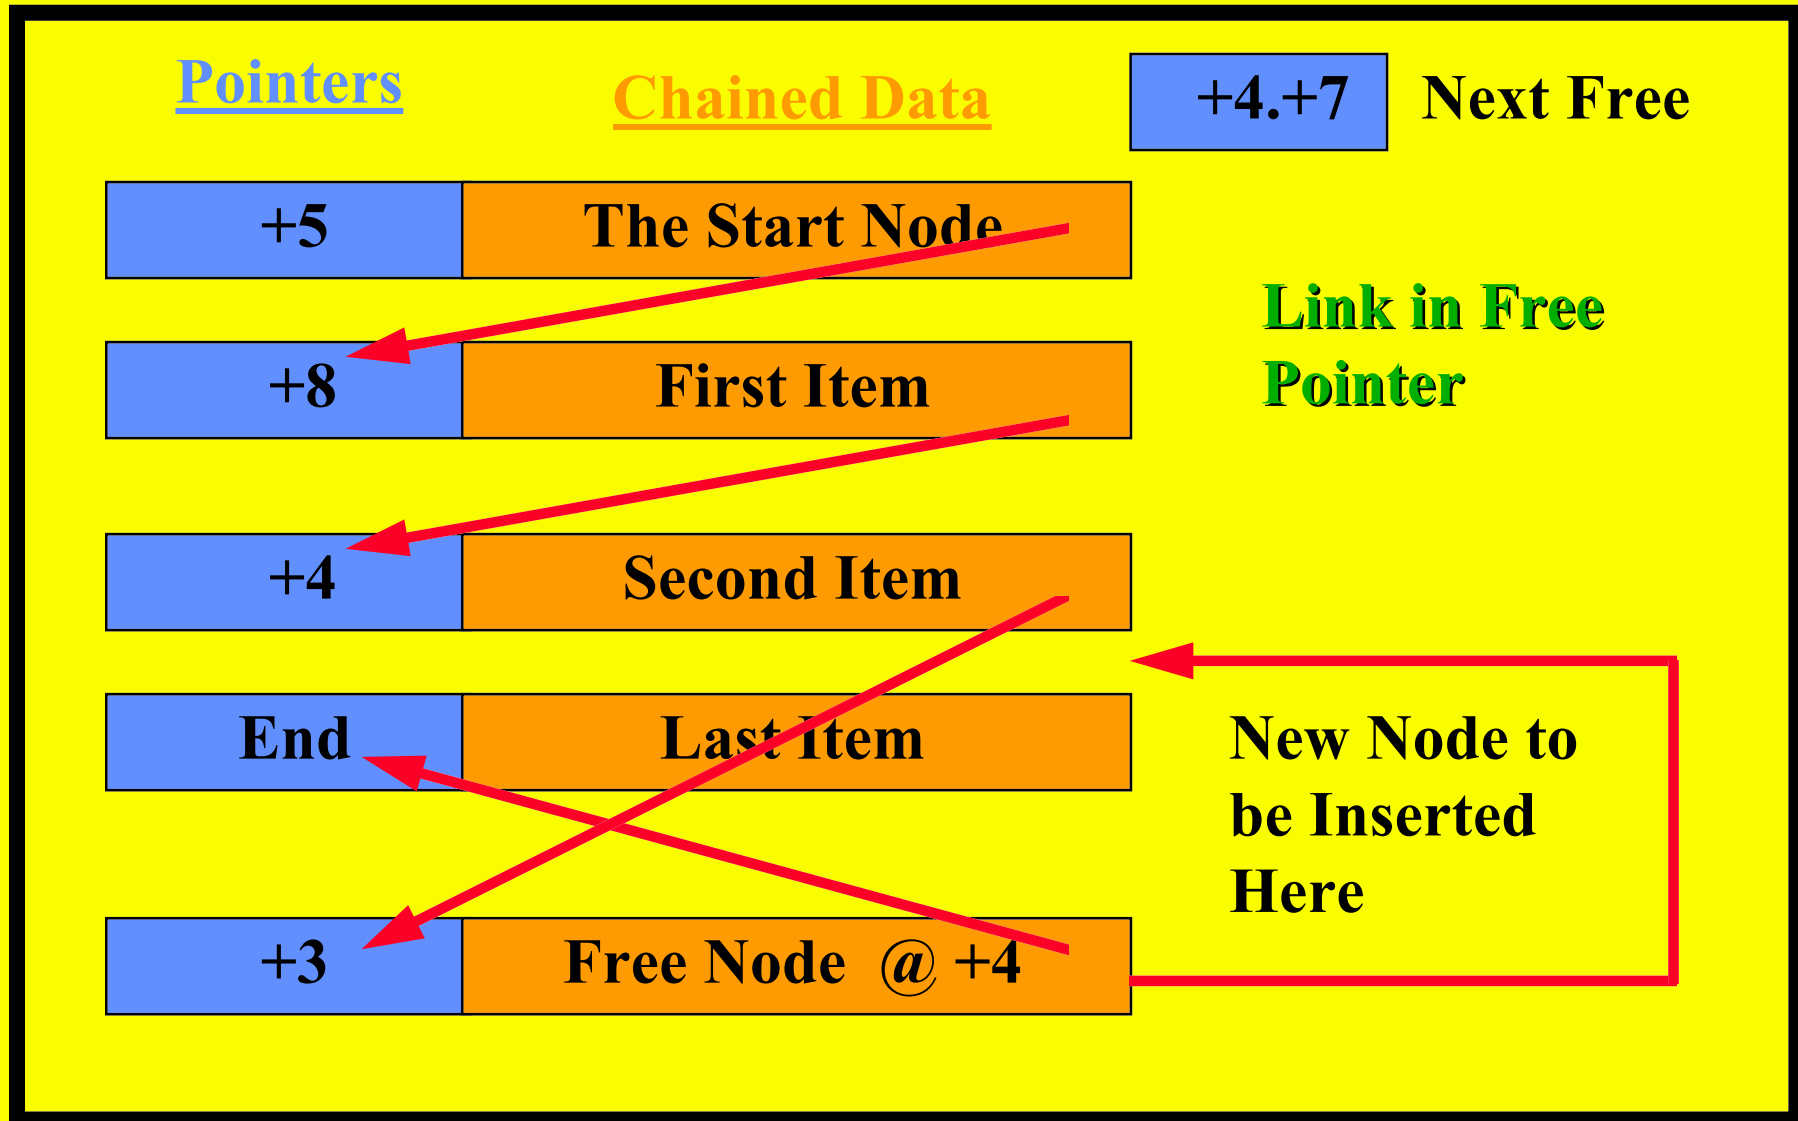 Pointers
Chained Data
+4.+7 Next Free
+5 The Start Node
Link in Free
Pointer
+8 First Item
+4 Second Item
End Last Item
New Node to
be Inserted
Here
+3 Free Node @ +4